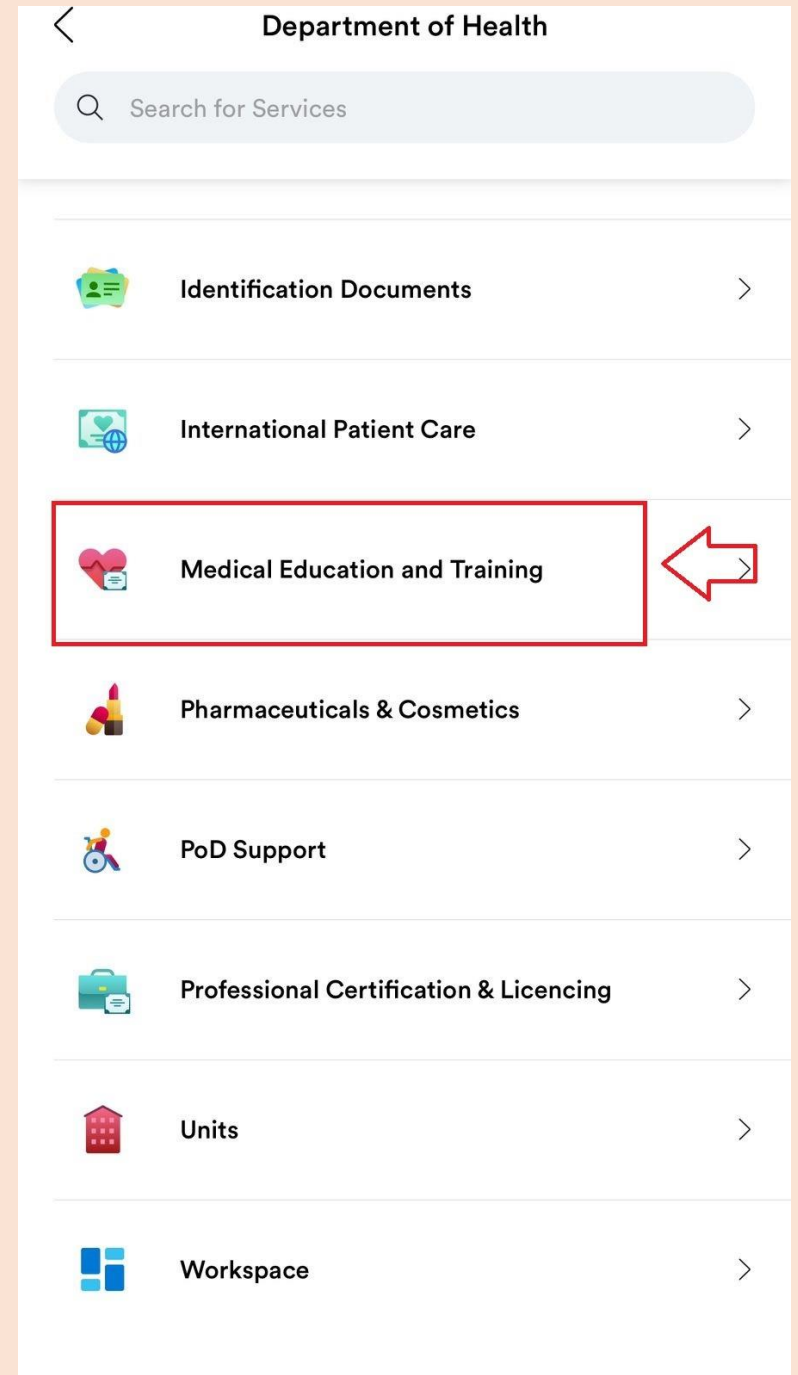 Department of Health
Search for Services
Identification Documents
International Patient Care
Medical Education and Training
Pharmaceuticals & Cosmetics
PoD Support
Professional Certification & Licencing
Units
Workspace